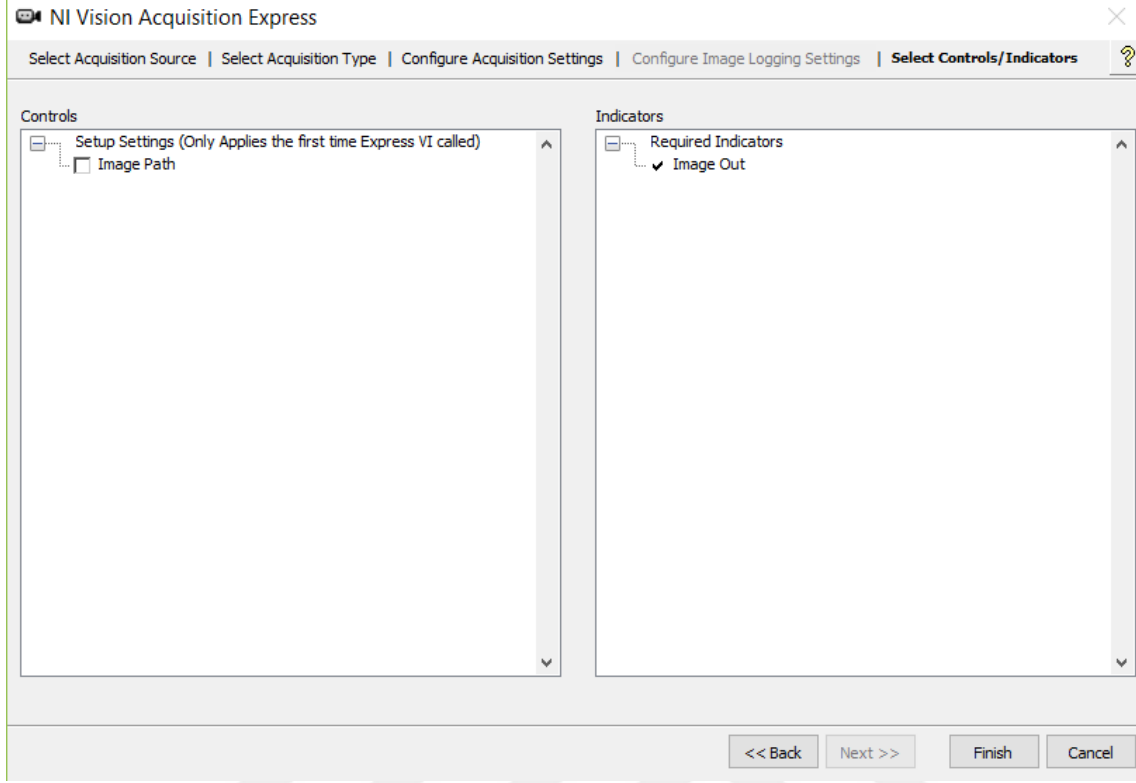 NI Vision Acquisition Express
Select Acquisition Source | Select Acquisition Type | Configure Acquisition Settings | Configure Image Logging Settings | Select Controls/Indicators ?
Controls
Setup Settings (Only Applies the first time Express VI called)
Image Path
Indicators
Required Indicators
Image Out
<< Back Next >> Finish Cancel